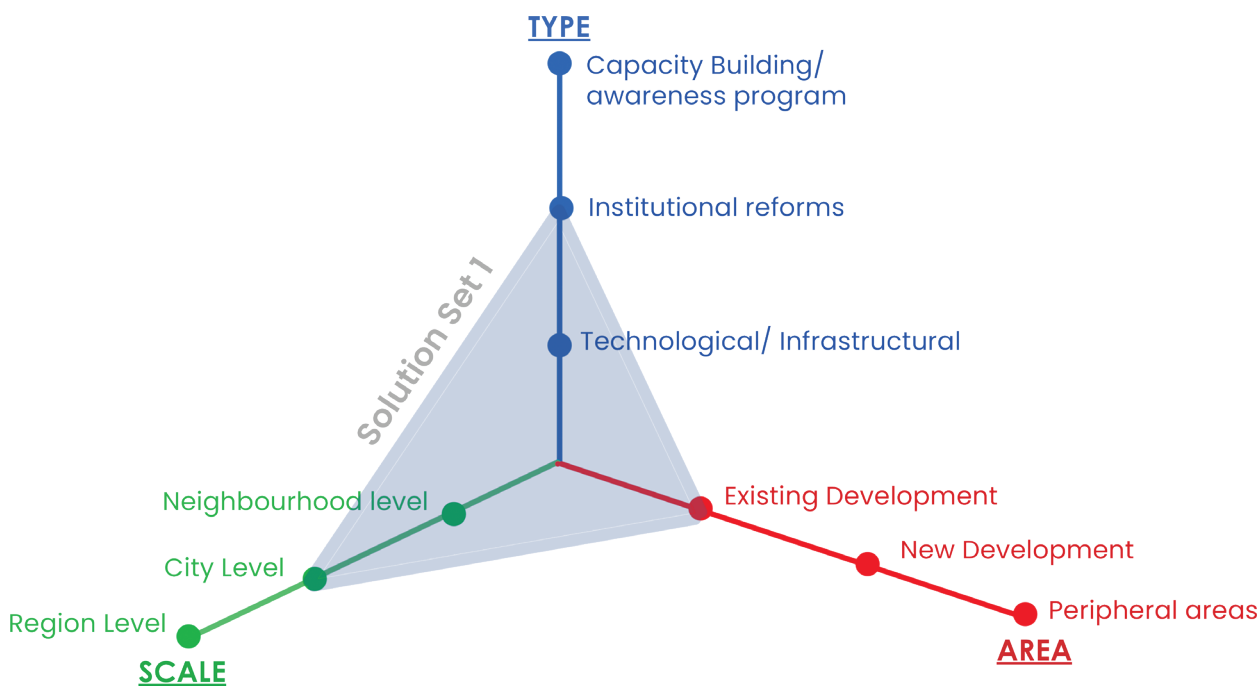 TYPE
Capacity Building/
awareness program
Institutional reforms
Solution Set 1
Technological/ Infrastructural
Neighbourhood level
Existing Development
City Level
New Development
Region Level
Peripheral areas
SCALE
AREA